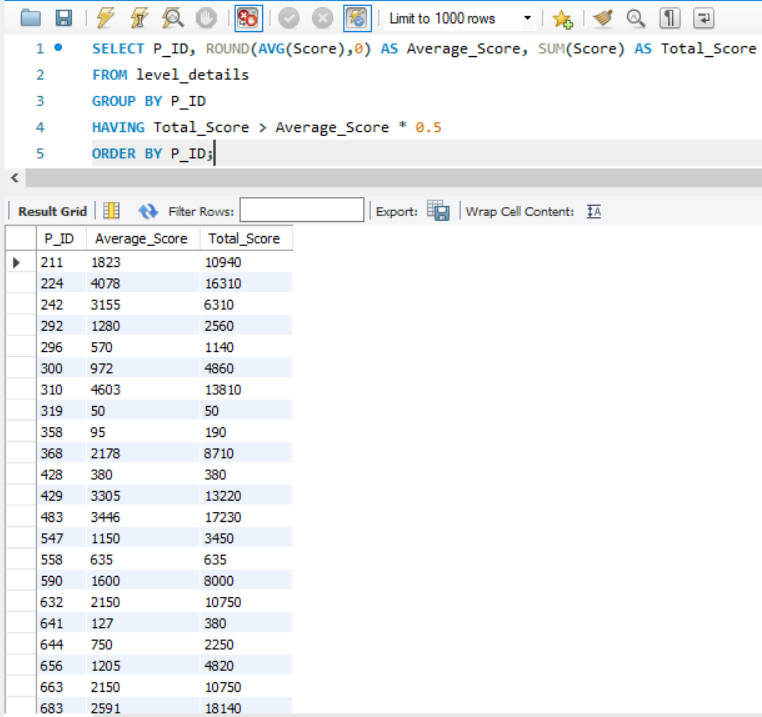 Limit to 1000 rows
1 SELECT P_ID, ROUND(AVG(Score),0) AS Average_Score, SUM(Score) AS Total_Score
2 FROM level_details
3 GROUP BY P_ID
4 HAVING Total_Score > Average_Score * 0.5
5 ORDER BY P_ID;
Result Grid Filter Rows: Export: Wrap Cell Content: IA
P_ID Average_Score Total_Score
211 1823 10940
224 4078 16310
242 3155 6310
292 1280 2560
296 570 1140
300 972 4860
310 4603 13810
319 50 50
358 95 190
368 2178 8710
428 380 380
429 3305 13220
483 3446 17230
547 1150 3450
558 635 635
590 1600 8000
632 2150 10750
641 127 380
644 750 2250
656 1205 4820
663 2150 10750
683 2591 18140